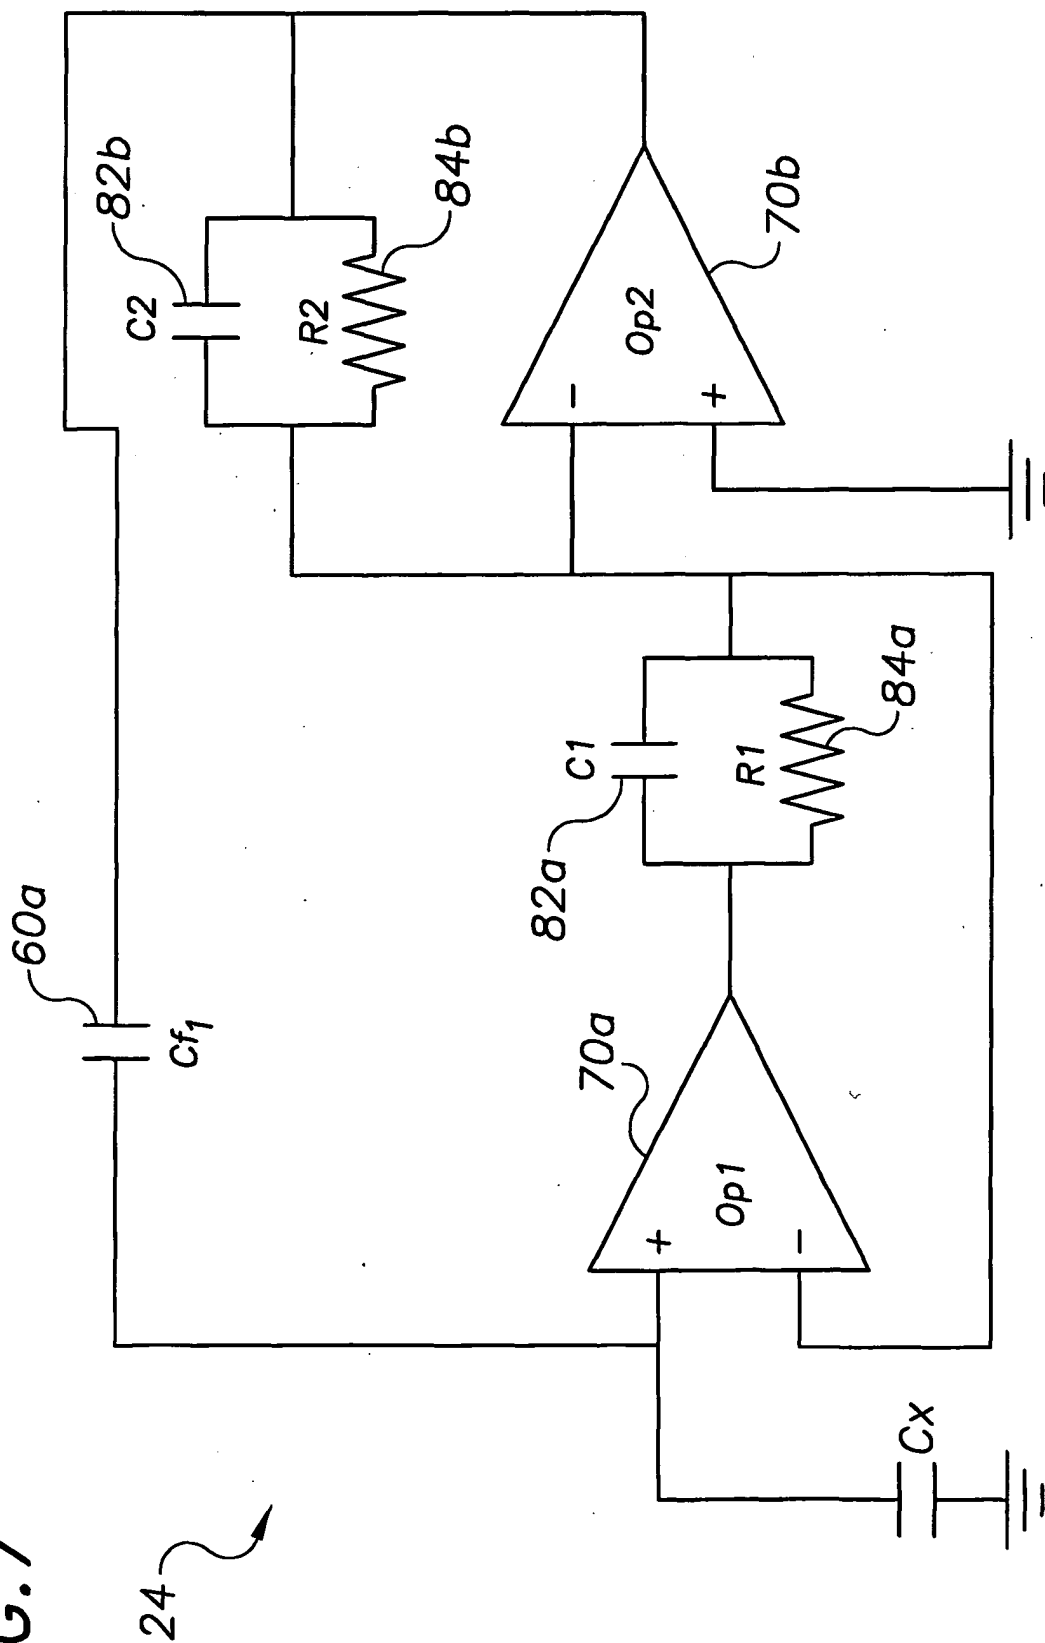 60a
Cf1
C2
82b
R2
84b
Op2
-
+
70b
C1
82a
R1
84a
70a
Op1
+
-
Cx
24
G.7